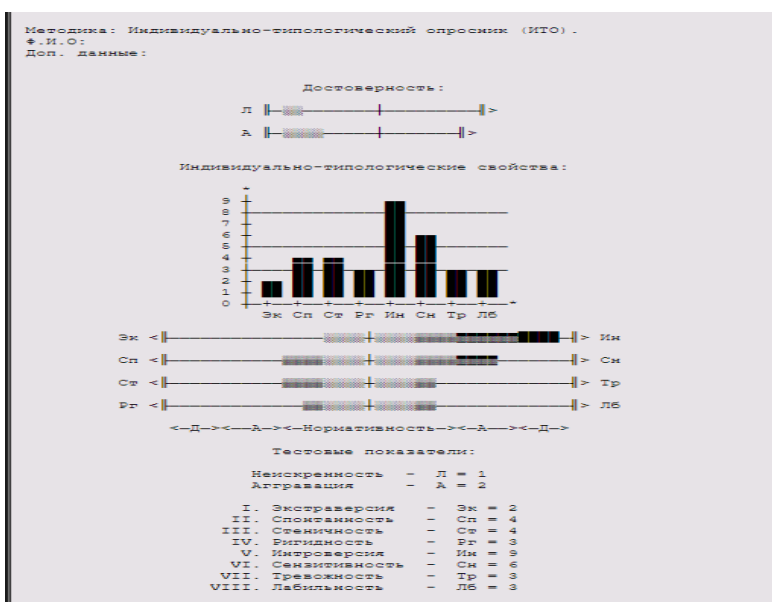 Методика: Индивидуально-типологический опросник (ИТО).
Ф.И.О:
Доп. данные:
Достоверность:
Л
А
Индивидуально-типологические свойства:
9
8
7
6
5
4
3
2
1
0
Эк Сп Ст Рг Ин Сн Тр Лб
Эк < > Ин
Сп < > Сн
Ст < > Тр
Рг < > Лб
<—Д—><——А—><—Нормативность—><—А——><—Д—>
Тестовые показатели:
Неискренность – Л = 1
Аггравация – А = 2
I. Экстраверсия – Эк = 2
II. Спонтанность – Сп = 4
III. Стеничность – Ст = 4
IV. Ригидность – Рг = 3
V. Интроверсия – Ин = 9
VI. Сензитивность – Сн = 6
VII. Тревожность – Тр = 3
VIII. Лабильность – Лб = 3